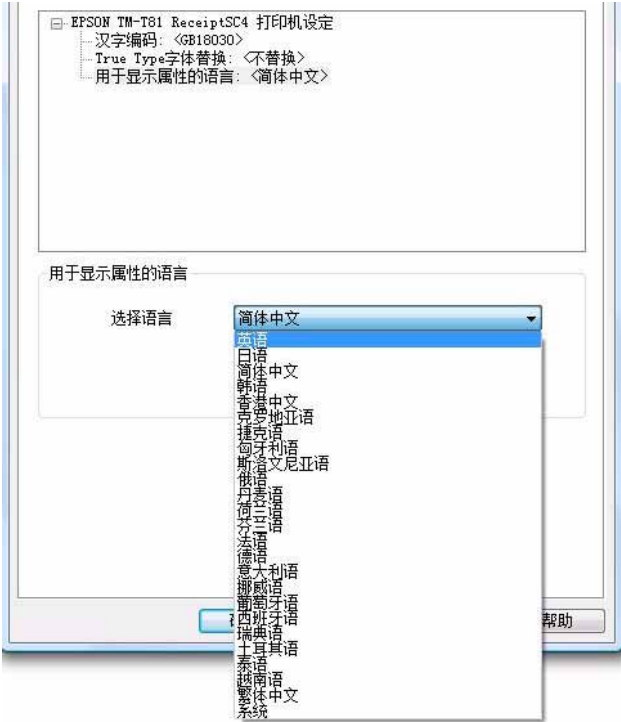 EPSON TM-T81 ReceiptSC4 打印机设定
汉字编码: <GB18030>
True Type字体替换: <不替换>
用于显示属性的语言: <简体中文>
用于显示属性的语言
选择语言 简体中文
英语
日语
简体中文
韩语
香港中文
克罗地亚语
捷克语
匈牙利语
斯洛文尼亚语
俄语
丹麦语
荷兰语
芬兰语
法语
德语
意大利语
挪威语
葡萄牙语
西班牙语
瑞典语
土耳其语
泰语
越南语
繁体中文
系统
帮助